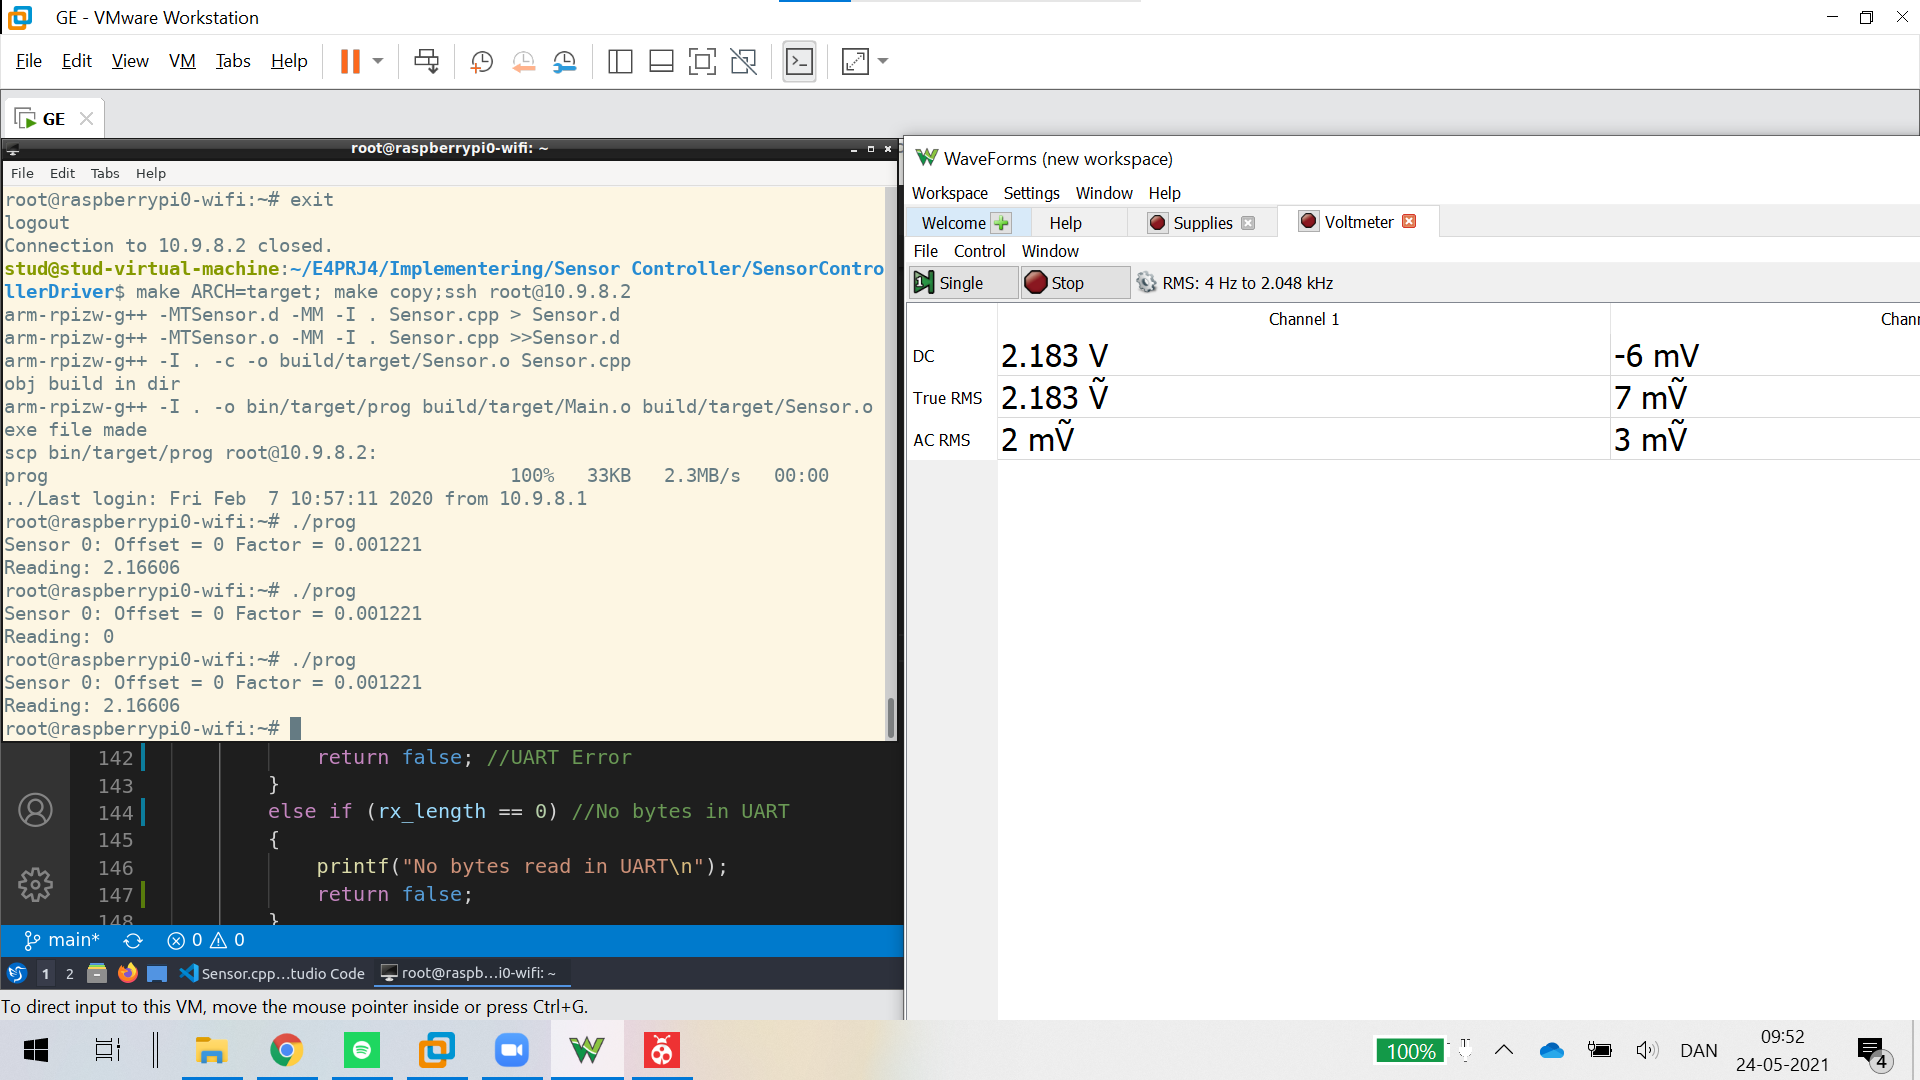 GE - VMware Workstation
File Edit View VM Tabs Help
GE
root@raspberrypi0-wifi: ~
File Edit Tabs Help
root@raspberrypi0-wifi:~# exit
logout
Connection to 10.9.8.2 closed.
stud@stud-virtual-machine:~/E4PRJ4/Implementering/Sensor Controller/SensorContro
llerDriver$ make ARCH=target; make copy;ssh root@10.9.8.2
arm-rpizw-g++ -MTSensor.d -MM -I . Sensor.cpp > Sensor.d
arm-rpizw-g++ -MTSensor.o -MM -I . Sensor.cpp >>Sensor.d
arm-rpizw-g++ -I . -c -o build/target/Sensor.o Sensor.cpp
obj build in dir
arm-rpizw-g++ -I . -o bin/target/prog build/target/Main.o build/target/Sensor.o
exe file made
scp bin/target/prog root@10.9.8.2:
prog 100% 33KB 2.3MB/s 00:00
../Last login: Fri Feb  7 10:57:11 2020 from 10.9.8.1
root@raspberrypi0-wifi:~# ./prog
Sensor 0: Offset = 0 Factor = 0.001221
Reading: 2.16606
root@raspberrypi0-wifi:~# ./prog
Sensor 0: Offset = 0 Factor = 0.001221
Reading: 0
root@raspberrypi0-wifi:~# ./prog
Sensor 0: Offset = 0 Factor = 0.001221
Reading: 2.16606
root@raspberrypi0-wifi:~#
142 return false; //UART Error
143 }
144 else if (rx_length == 0) //No bytes in UART
145 {
146 printf("No bytes read in UART\n");
147 return false;
148 }
main* 0 0
1 2 Sensor.cpp...tudio Code root@raspb...i0-wifi: ~
To direct input to this VM, move the mouse pointer inside or press Ctrl+G.
WaveForms (new workspace)
Workspace Settings Window Help
Welcome Help Supplies Voltmeter
File Control Window
Single Stop RMS: 4 Hz to 2.048 kHz
Channel 1
DC 2.183 V -6 mV
True RMS 2.183 Ṽ 7 mṼ
AC RMS 2 mṼ 3 mṼ
100% DAN 09:52
24-05-2021 4